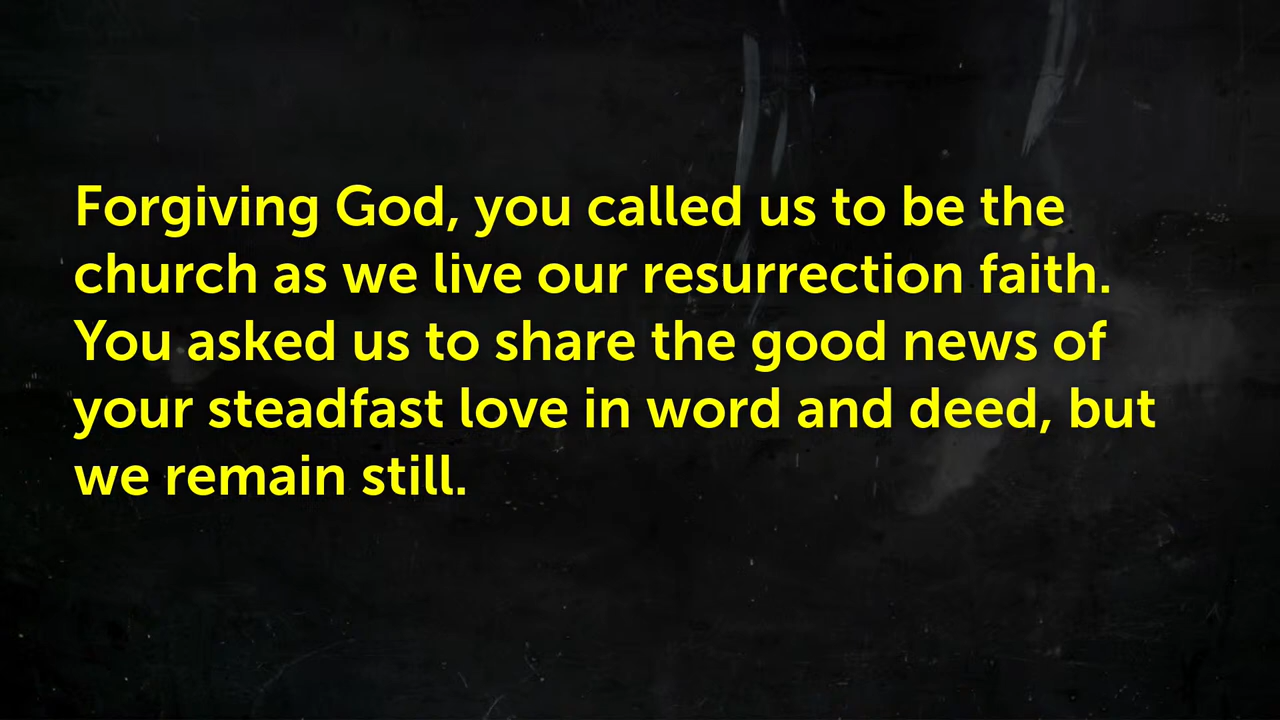 Forgiving God, you called us to be the
church as we live our resurrection faith.
You asked us to share the good news of
your steadfast love in word and deed, but
we remain still.